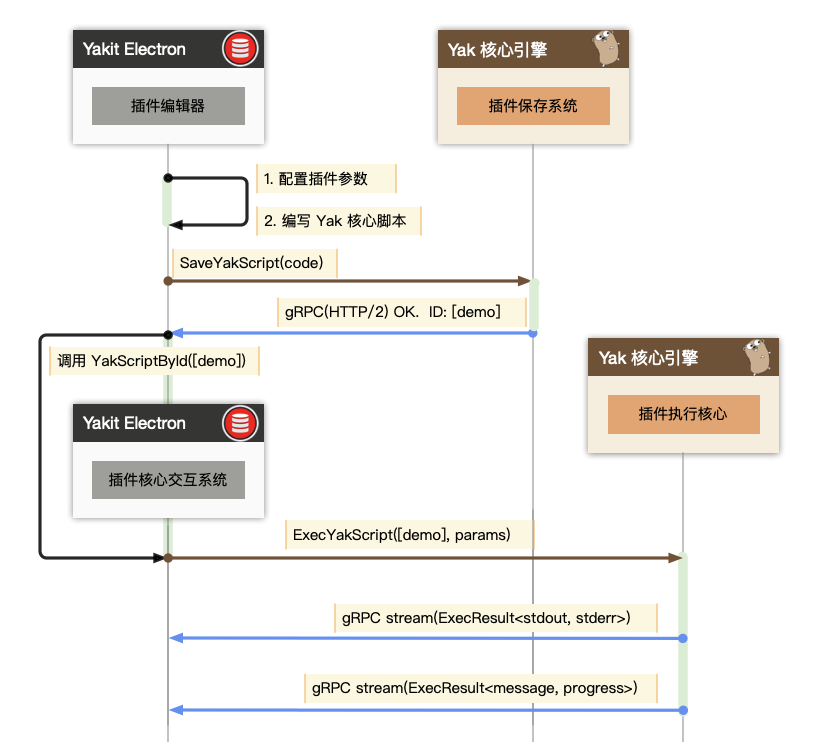 Yakit Electron
Yak 核心引擎
插件编辑器
插件保存系统
1. 配置插件参数
2. 编写 Yak 核心脚本
SaveYakScript(code)
gRPC(HTTP/2) OK. ID: [demo]
调用 YakScriptById([demo])
Yak 核心引擎
插件执行核心
Yakit Electron
插件核心交互系统
ExecYakScript([demo], params)
gRPC stream(ExecResult<stdout, stderr>)
gRPC stream(ExecResult<message, progress>)